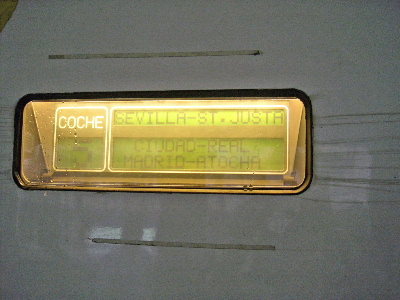 COCHE
SEVILLA-ST.JUSTA
CIUDAD-REAL
MADRID-ATOCHA